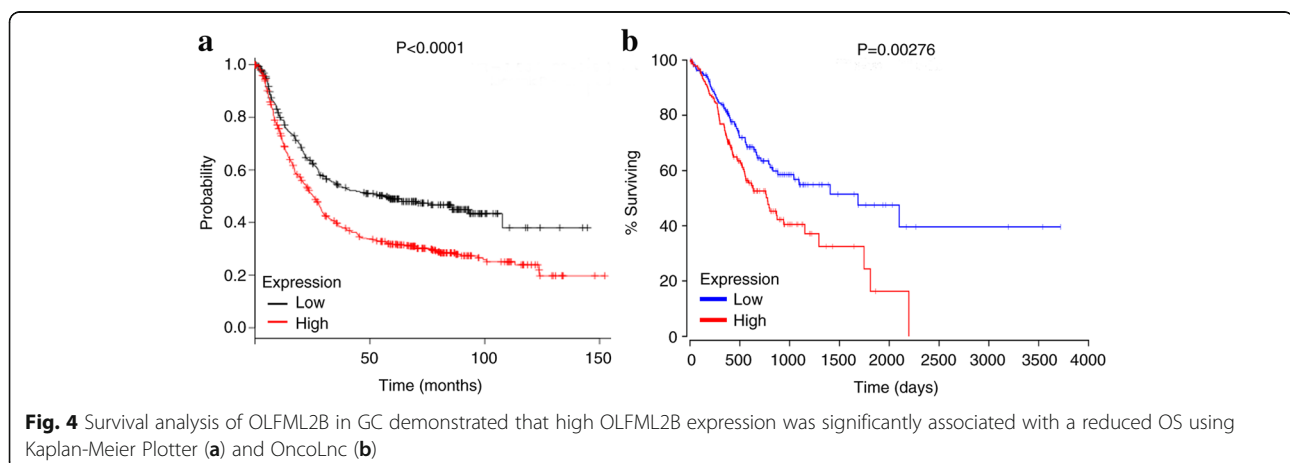 a
P<0.0001
1.0
0.8
0.6
0.4
0.2
0.0
Probability
Expression
Low
High
50
100
150
Time (months)
b
P=0.00276
100
80
60
40
20
0
% Surviving
Expression
Low
High
0
500
1000
1500
2000
2500
3000
3500
4000
Time (days)
Fig. 4 Survival analysis of OLFML2B in GC demonstrated that high OLFML2B expression was significantly associated with a reduced OS using
Kaplan-Meier Plotter (a) and OncoLnc (b)